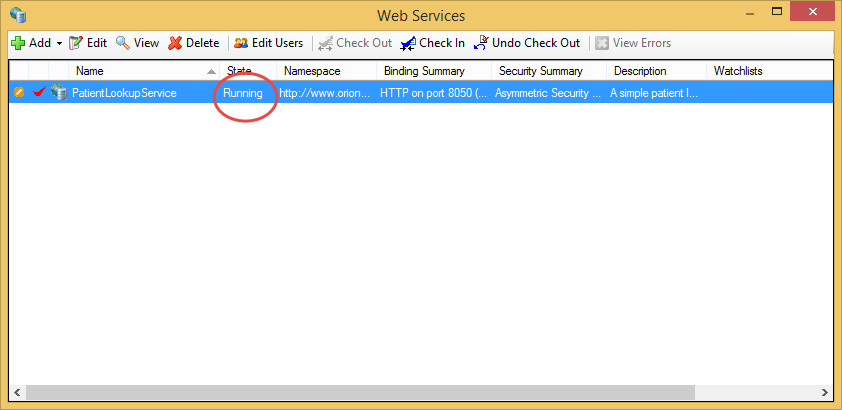 Web Services
Add Edit View Delete Edit Users Check Out Check In Undo Check Out View Errors
Name State Namespace Binding Summary Security Summary Description Watchlists
PatientLookupService Running http://www.orion... HTTP on port 8050 (... Asymmetric Security ... A simple patient l...